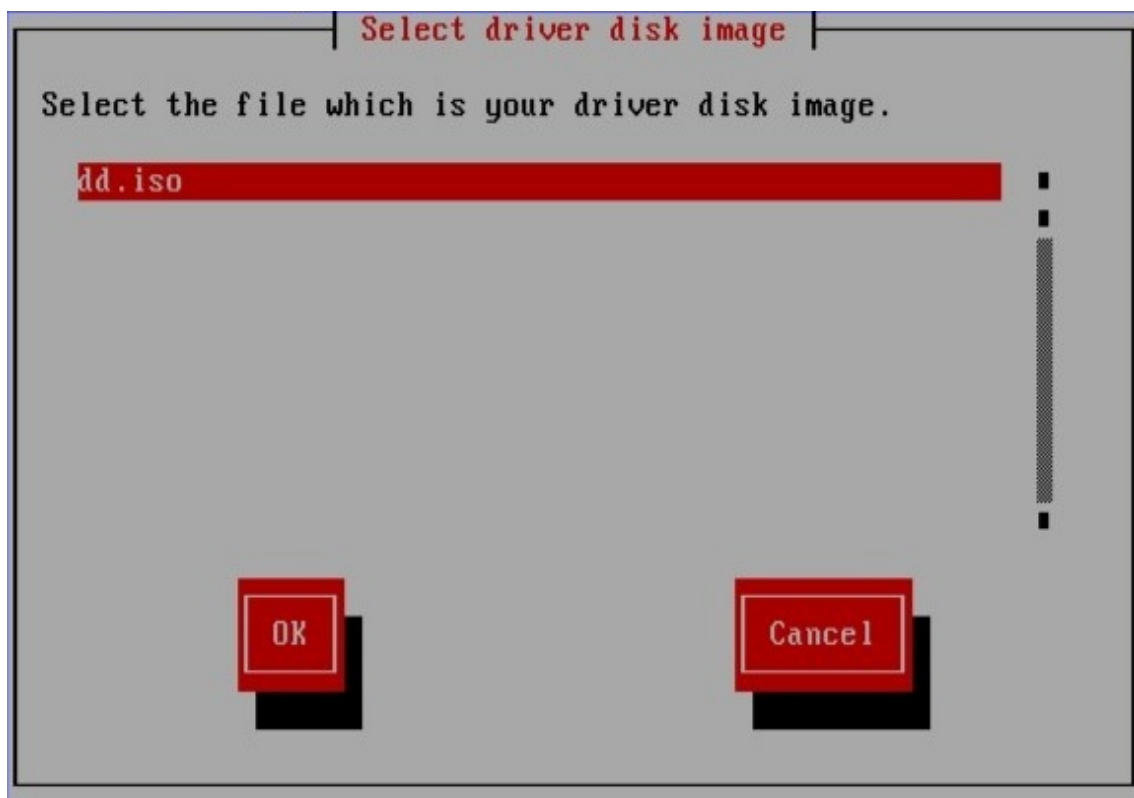 Select driver disk image
Select the file which is your driver disk image.
dd.iso
OK
Cancel